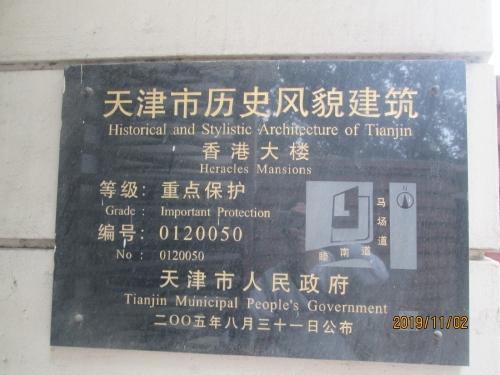 天津市历史风貌建筑
Historical and Stylistic Architecture of Tianjin
香港大楼
Heracles Mansions
等级：重点保护
Grade : Important Protection
编号：0120050
No : 0120050
马场道
睦南道
天津市人民政府
Tianjin Municipal People's Government
二〇〇五年八月三十一日公布
2019/11/02